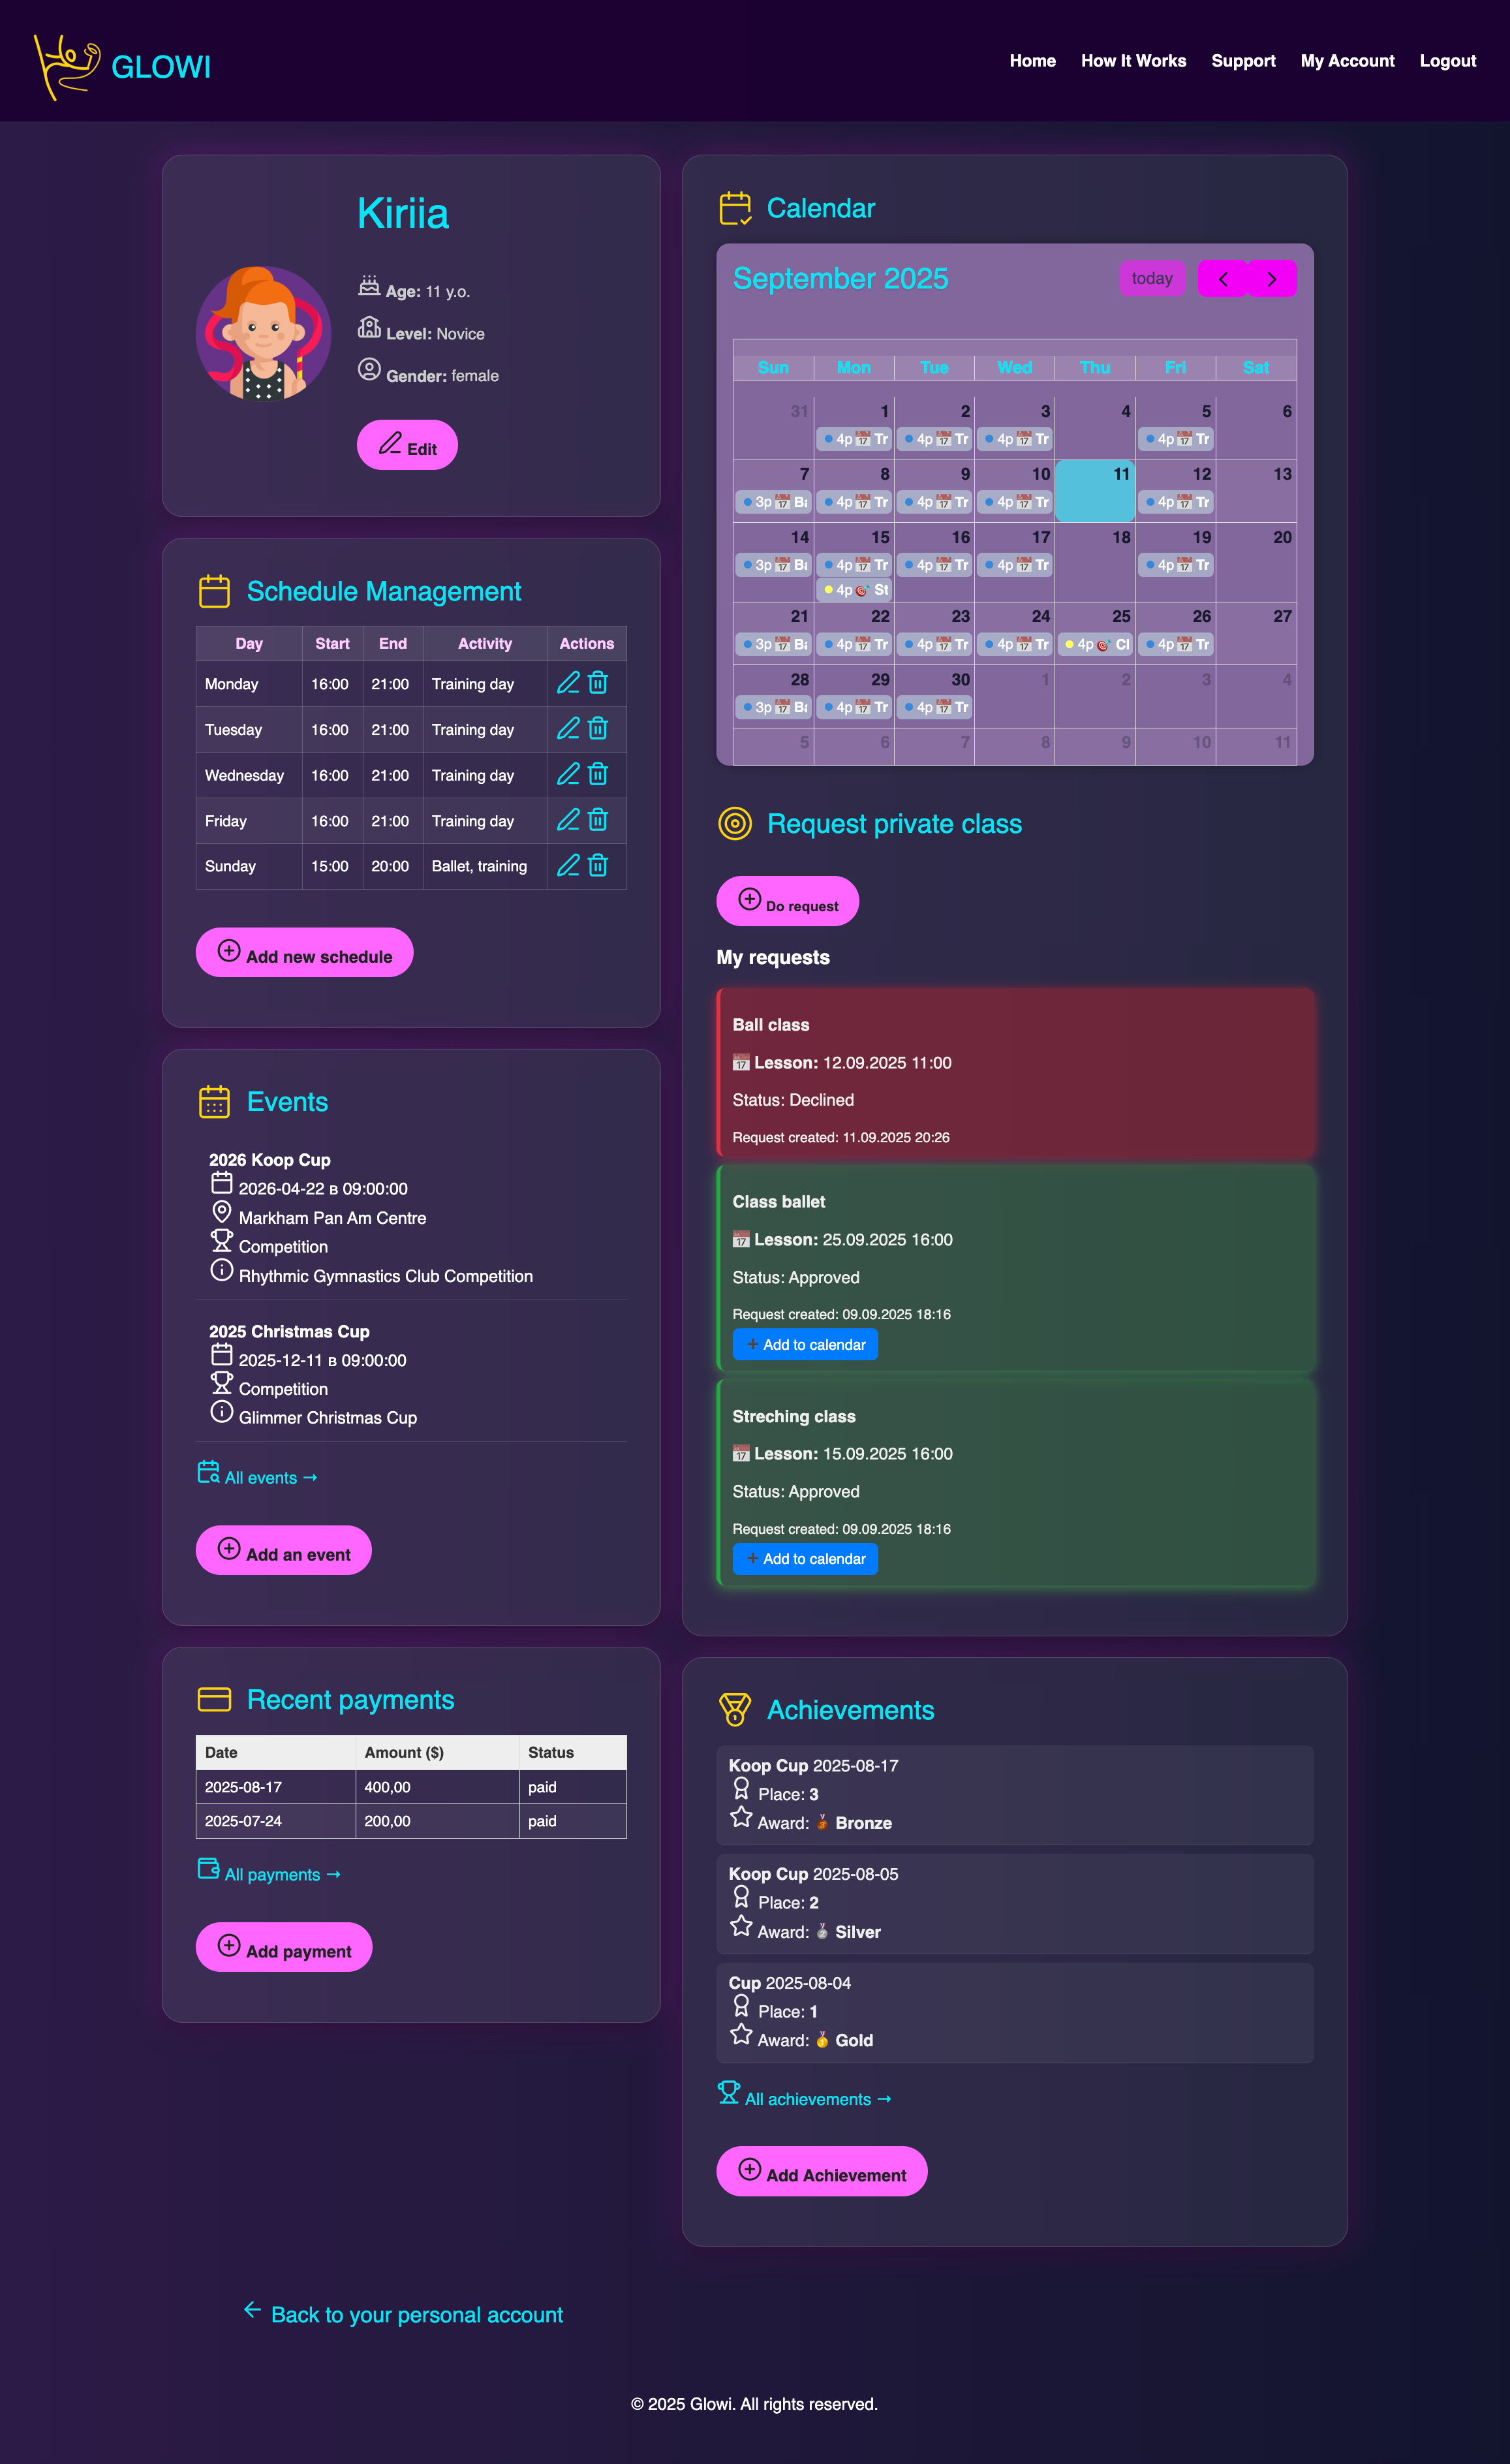 GLOWI
Home How It Works Support My Account Logout
Kiriia
Age: 11 y.o.
Level: Novice
Gender: female
Edit
Schedule Management
Day Start End Activity Actions
Monday 16:00 21:00 Training day
Tuesday 16:00 21:00 Training day
Wednesday 16:00 21:00 Training day
Friday 16:00 21:00 Training day
Sunday 15:00 20:00 Ballet, training
Add new schedule
Events
2026 Koop Cup
2026-04-22 в 09:00:00
Markham Pan Am Centre
Competition
Rhythmic Gymnastics Club Competition
2025 Christmas Cup
2025-12-11 в 09:00:00
Competition
Glimmer Christmas Cup
All events →
Add an event
Recent payments
Date Amount ($) Status
2025-08-17 400,00 paid
2025-07-24 200,00 paid
All payments →
Add payment
Calendar
September 2025 today
Sun Mon Tue Wed Thu Fri Sat
31 1 2 3 4 5 6
4p 📅 Tr 4p 📅 Tr 4p 📅 Tr 4p 📅 Tr
7 8 9 10 11 12 13
3p 📅 Ba 4p 📅 Tr 4p 📅 Tr 4p 📅 Tr 4p 📅 Tr
14 15 16 17 18 19 20
3p 📅 Ba 4p 📅 Tr 4p 📅 Tr 4p 📅 Tr 4p 📅 Tr
4p 🎯 St
21 22 23 24 25 26 27
3p 📅 Ba 4p 📅 Tr 4p 📅 Tr 4p 📅 Tr 4p 🎯 Cl 4p 📅 Tr
28 29 30 1 2 3 4
3p 📅 Ba 4p 📅 Tr 4p 📅 Tr
5 6 7 8 9 10 11
Request private class
Do request
My requests
Ball class
📅 Lesson: 12.09.2025 11:00
Status: Declined
Request created: 11.09.2025 20:26
Class ballet
📅 Lesson: 25.09.2025 16:00
Status: Approved
Request created: 09.09.2025 18:16
➕ Add to calendar
Streching class
📅 Lesson: 15.09.2025 16:00
Status: Approved
Request created: 09.09.2025 18:16
➕ Add to calendar
Achievements
Koop Cup 2025-08-17
Place: 3
Award: 🥉 Bronze
Koop Cup 2025-08-05
Place: 2
Award: 🥈 Silver
Cup 2025-08-04
Place: 1
Award: 🥇 Gold
All achievements →
Add Achievement
Back to your personal account
© 2025 Glowi. All rights reserved.